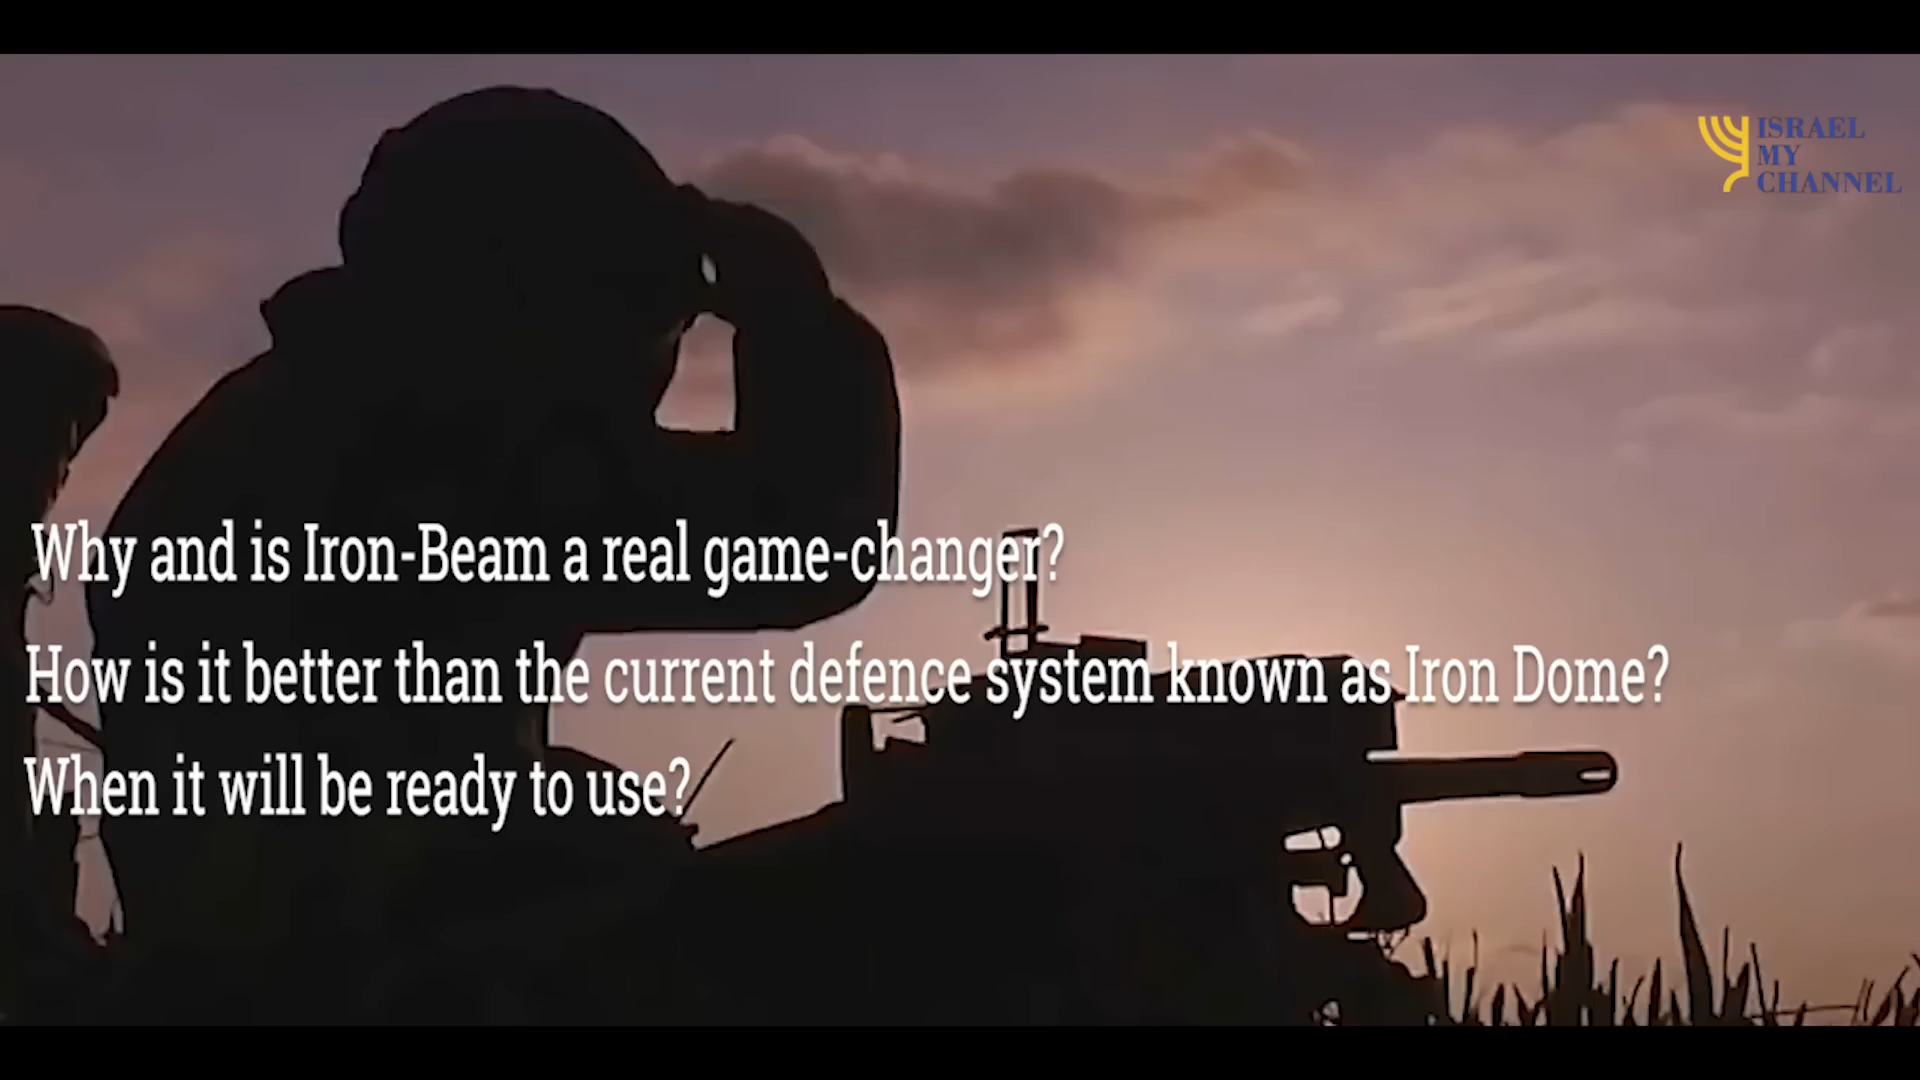 ISRAEL
MY
CHANNEL
Why and is Iron-Beam a real game-changer?
How is it better than the current defence system known as Iron Dome?
When it will be ready to use?